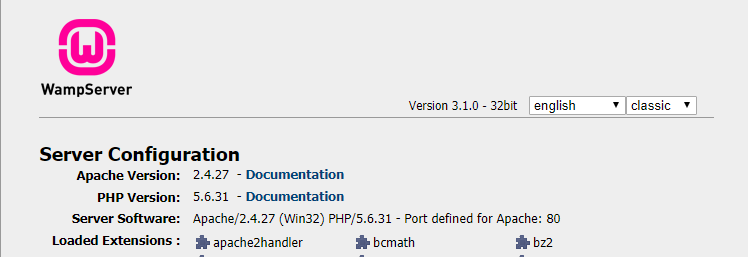 WampServer
Version 3.1.0 - 32bit english classic
Server Configuration
Apache Version: 2.4.27 - Documentation
PHP Version: 5.6.31 - Documentation
Server Software: Apache/2.4.27 (Win32) PHP/5.6.31 - Port defined for Apache: 80
Loaded Extensions : apache2handler bcmath bz2